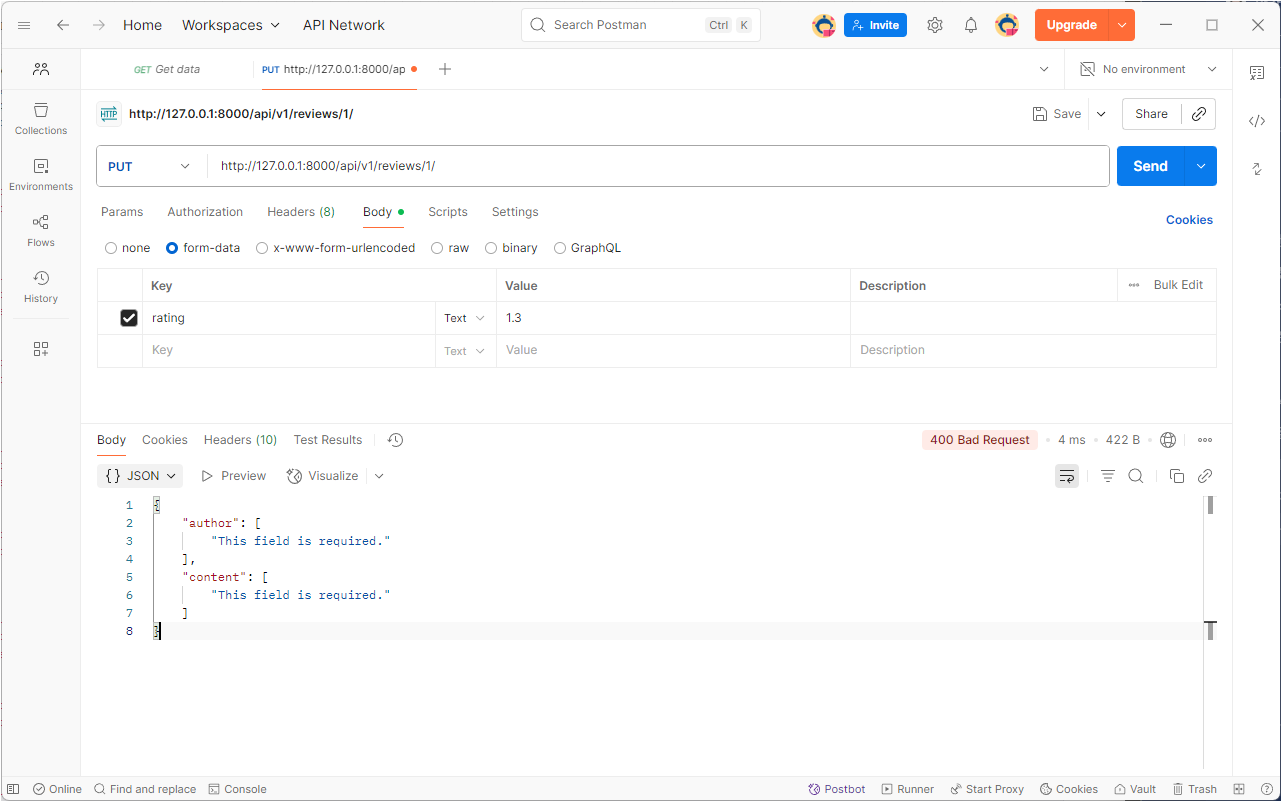 Home Workspaces API Network Search Postman Ctrl K Invite Upgrade
GET Get data PUT http://127.0.0.1:8000/ap No environment
HTTP http://127.0.0.1:8000/api/v1/reviews/1/ Save Share
Collections
Environments
Flows
History
PUT http://127.0.0.1:8000/api/v1/reviews/1/ Send
Params Authorization Headers (8) Body Scripts Settings Cookies
none form-data x-www-form-urlencoded raw binary GraphQL
Key Value Description Bulk Edit
rating Text 1.3
Key Text Value Description
Body Cookies Headers (10) Test Results 400 Bad Request 4 ms 422 B
{} JSON Preview Visualize
1 {
2 "author": [
3 "This field is required."
4 ],
5 "content": [
6 "This field is required."
7 ]
8 }
Online Find and replace Console Postbot Runner Start Proxy Cookies Vault Trash